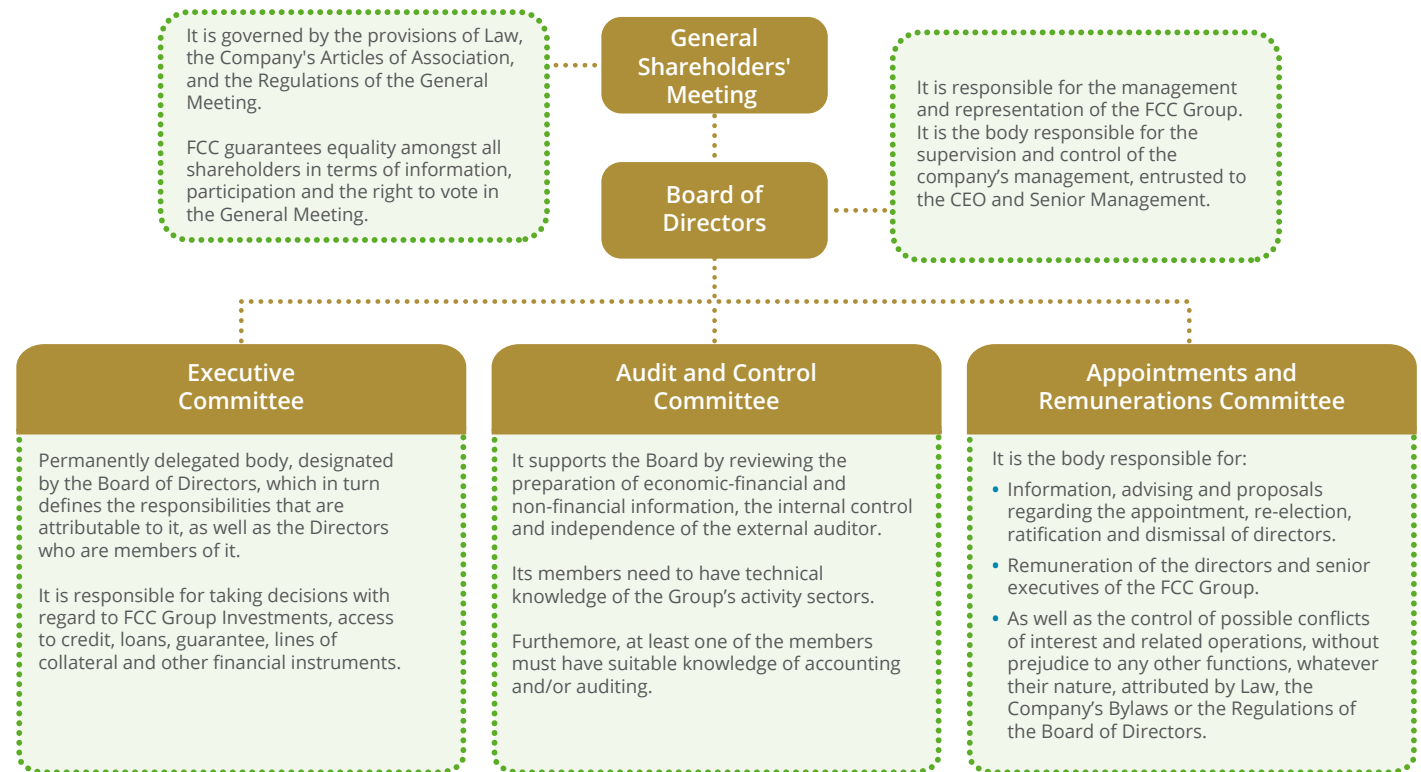 It is governed by the provisions of Law,
the Company's Articles of Association,
and the Regulations of the General
Meeting.
FCC guarantees equality amongst all
shareholders in terms of information,
participation and the right to vote in
the General Meeting.
General
Shareholders'
Meeting
It is responsible for the management
and representation of the FCC Group.
It is the body responsible for the
supervision and control of the
company’s management, entrusted to
the CEO and Senior Management.
Board of
Directors
Executive
Committee
Permanently delegated body, designated
by the Board of Directors, which in turn
defines the responsibilities that are
attributable to it, as well as the Directors
who are members of it.
It is responsible for taking decisions with
regard to FCC Group Investments, access
to credit, loans, guarantee, lines of
collateral and other financial instruments.
Audit and Control
Committee
It supports the Board by reviewing the
preparation of economic-financial and
non-financial information, the internal control
and independence of the external auditor.
Its members need to have technical
knowledge of the Group’s activity sectors.
Furthermore, at least one of the members
must have suitable knowledge of accounting
and/or auditing.
Appointments and
Remunerations Committee
It is the body responsible for:
• Information, advising and proposals
regarding the appointment, re-election,
ratification and dismissal of directors.
• Remuneration of the directors and senior
executives of the FCC Group.
• As well as the control of possible conflicts
of interest and related operations, without
prejudice to any other functions, whatever
their nature, attributed by Law, the
Company’s Bylaws or the Regulations of
the Board of Directors.